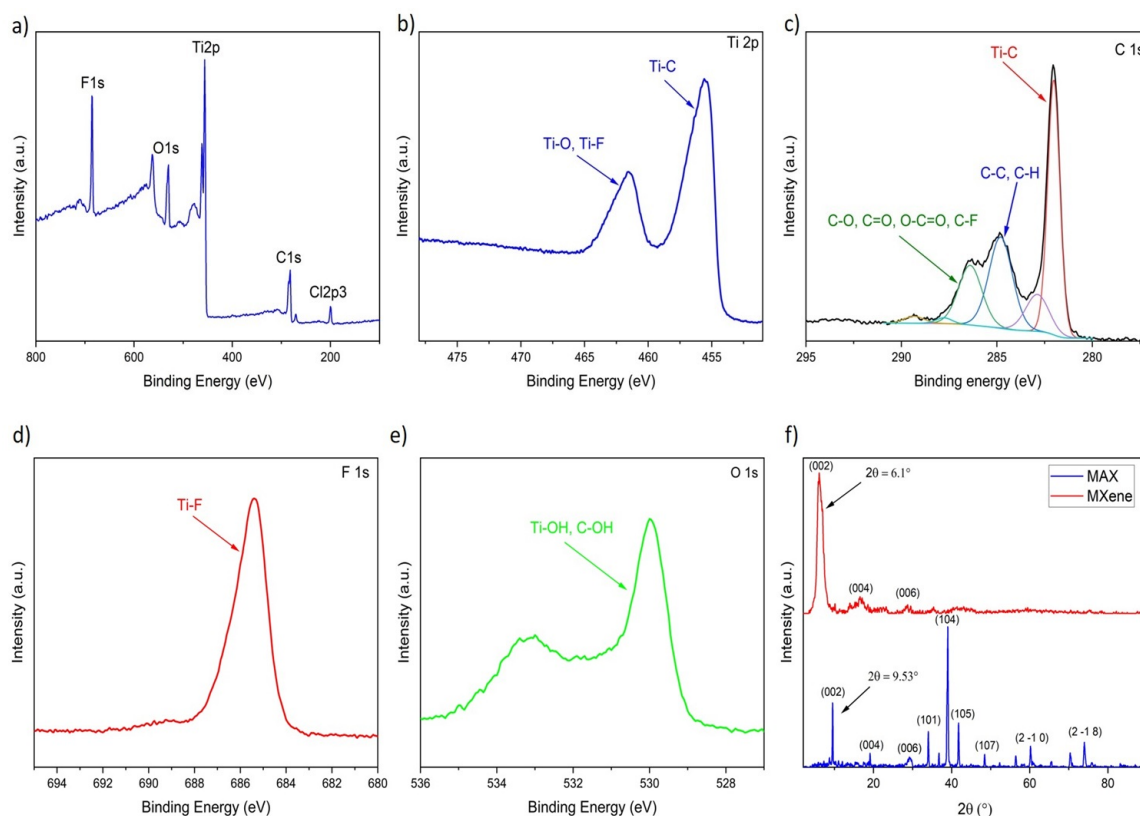 a)
F1s
O1s
Ti2p
C1s
Cl2p3
Intensity (a.u.)
800 600 400 200
Binding Energy (eV)
b)
Ti 2p
Ti-C
Ti-O, Ti-F
Intensity (a.u.)
475 470 465 460 455
Binding Energy (eV)
c)
C 1s
Ti-C
C-C, C-H
C-O, C=O, O-C=O, C-F
Intensity (a.u.)
295 290 285 280
Binding energy (eV)
d)
F 1s
Ti-F
Intensity (a.u.)
694 692 690 688 686 684 682 680
Binding Energy (eV)
e)
O 1s
Ti-OH, C-OH
Intensity (a.u.)
536 534 532 530 528
Binding Energy (eV)
f)
MAX
MXene
(002)
2θ = 6.1°
(004)
(006)
(104)
2θ = 9.53°
(002)
(004)
(006)
(101)
(105)
(107)
(2 -1 0)
(2 -1 8)
Intensity (a.u.)
20 40 60 80
2θ (°)